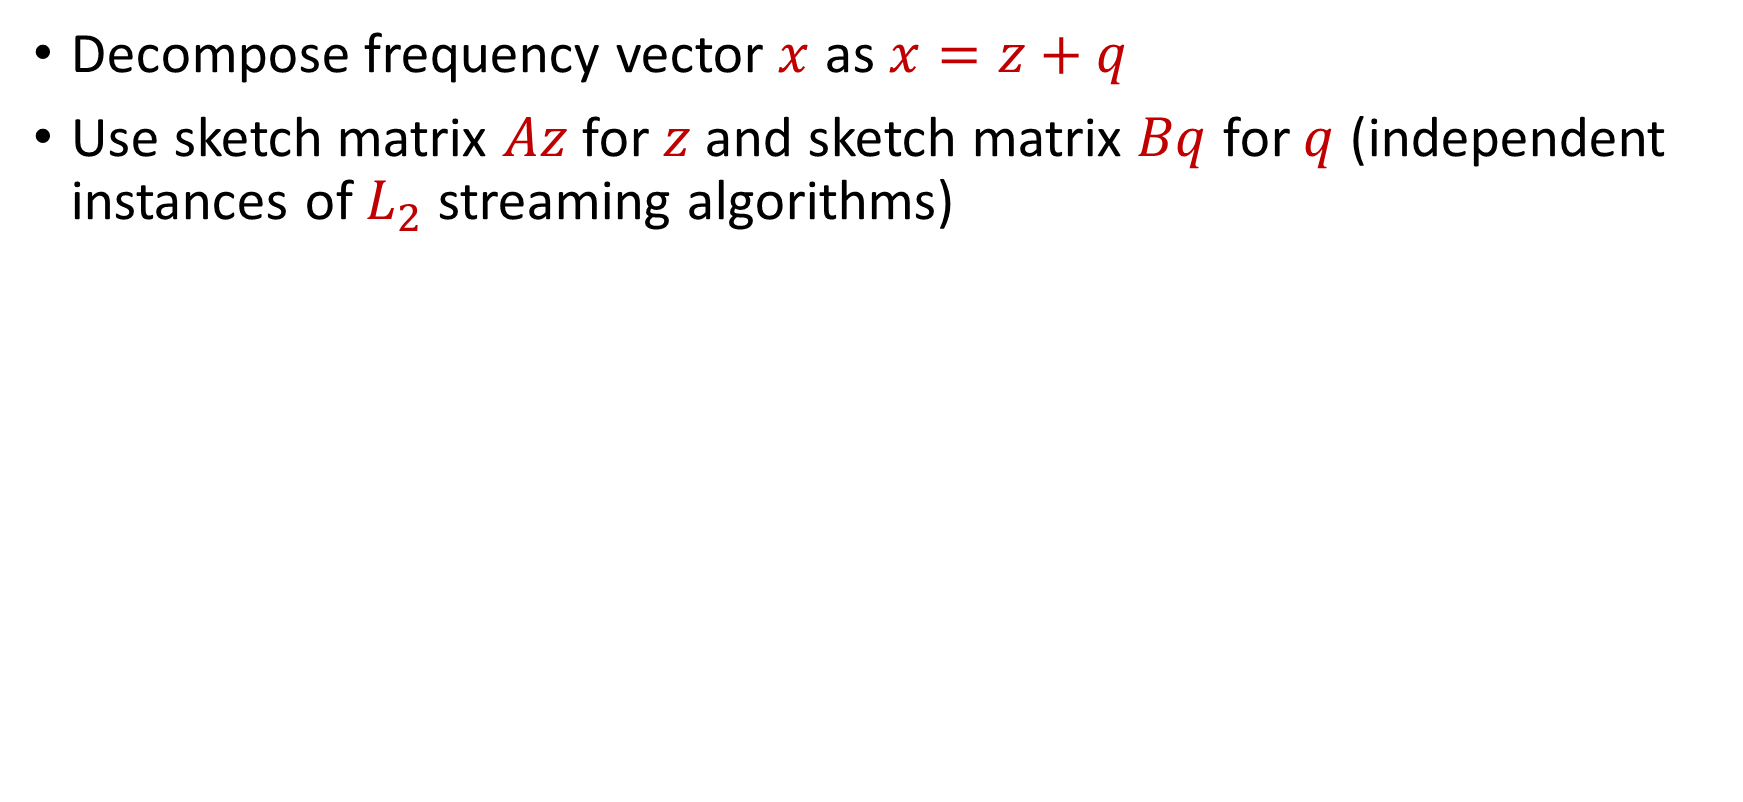 • Decompose frequency vector x as x = z + q
• Use sketch matrix Az for z and sketch matrix Bq for q (independent
instances of L₂ streaming algorithms)